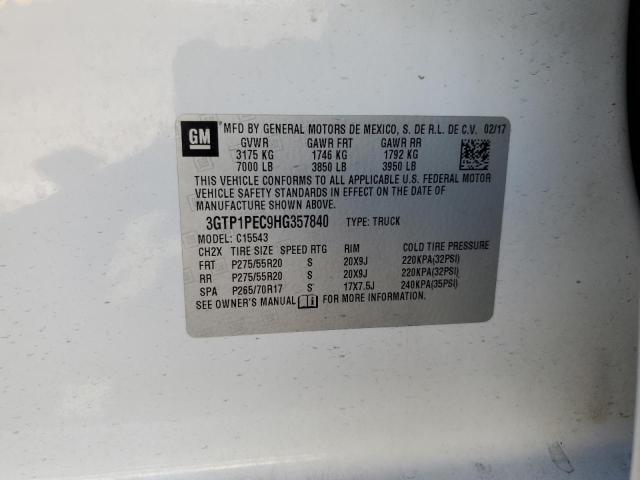 GM
MFD BY GENERAL MOTORS DE MEXICO, S. DE R.L. DE C.V. 02/17
GVWR GAWR FRT GAWR RR
3175 KG 1746 KG 1792 KG
7000 LB 3850 LB 3950 LB
THIS VEHICLE CONFORMS TO ALL APPLICABLE U.S. FEDERAL MOTOR
VEHICLE SAFETY STANDARDS IN EFFECT ON THE DATE OF
MANUFACTURE SHOWN ABOVE.
3GTP1PEC9HG357840 TYPE: TRUCK
MODEL: C15543
CH2X TIRE SIZE SPEED RTG RIM COLD TIRE PRESSURE
FRT P275/55R20 S 20X9J 220KPA(32PSI)
RR P275/55R20 S 20X9J 220KPA(32PSI)
SPA P265/70R17 S 17X7.5J 240KPA(35PSI)
SEE OWNER'S MANUAL FOR MORE INFORMATION.